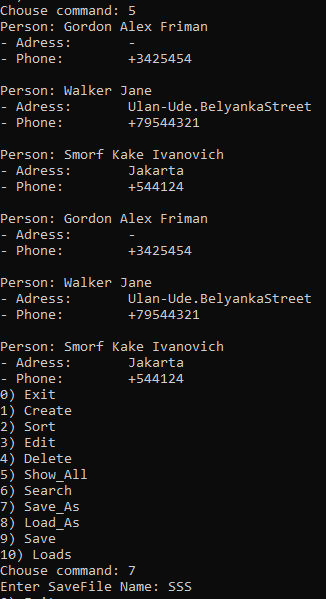 Chouse command: 5
Person: Gordon Alex Friman
- Adress:       -
- Phone:        +3425454

Person: Walker Jane
- Adress:       Ulan-Ude.BelyankaStreet
- Phone:        +79544321

Person: Smorf Kake Ivanovich
- Adress:       Jakarta
- Phone:        +544124

Person: Gordon Alex Friman
- Adress:       -
- Phone:        +3425454

Person: Walker Jane
- Adress:       Ulan-Ude.BelyankaStreet
- Phone:        +79544321

Person: Smorf Kake Ivanovich
- Adress:       Jakarta
- Phone:        +544124
0) Exit
1) Create
2) Sort
3) Edit
4) Delete
5) Show_All
6) Search
7) Save_As
8) Load_As
9) Save
10) Loads
Chouse command: 7
Enter SaveFile Name: SSS